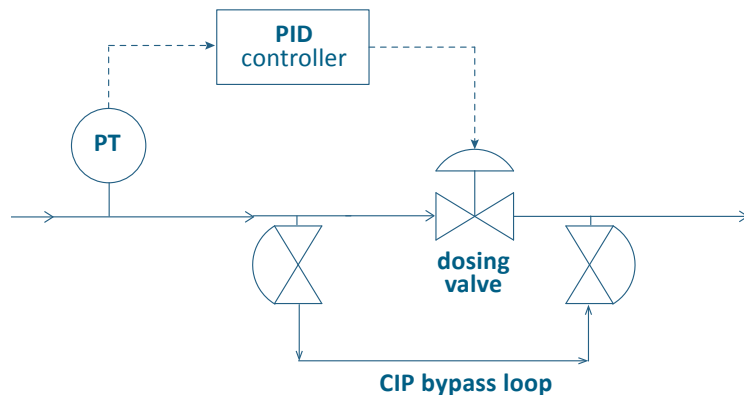 PID
controller
PT
dosing
valve
CIP bypass loop